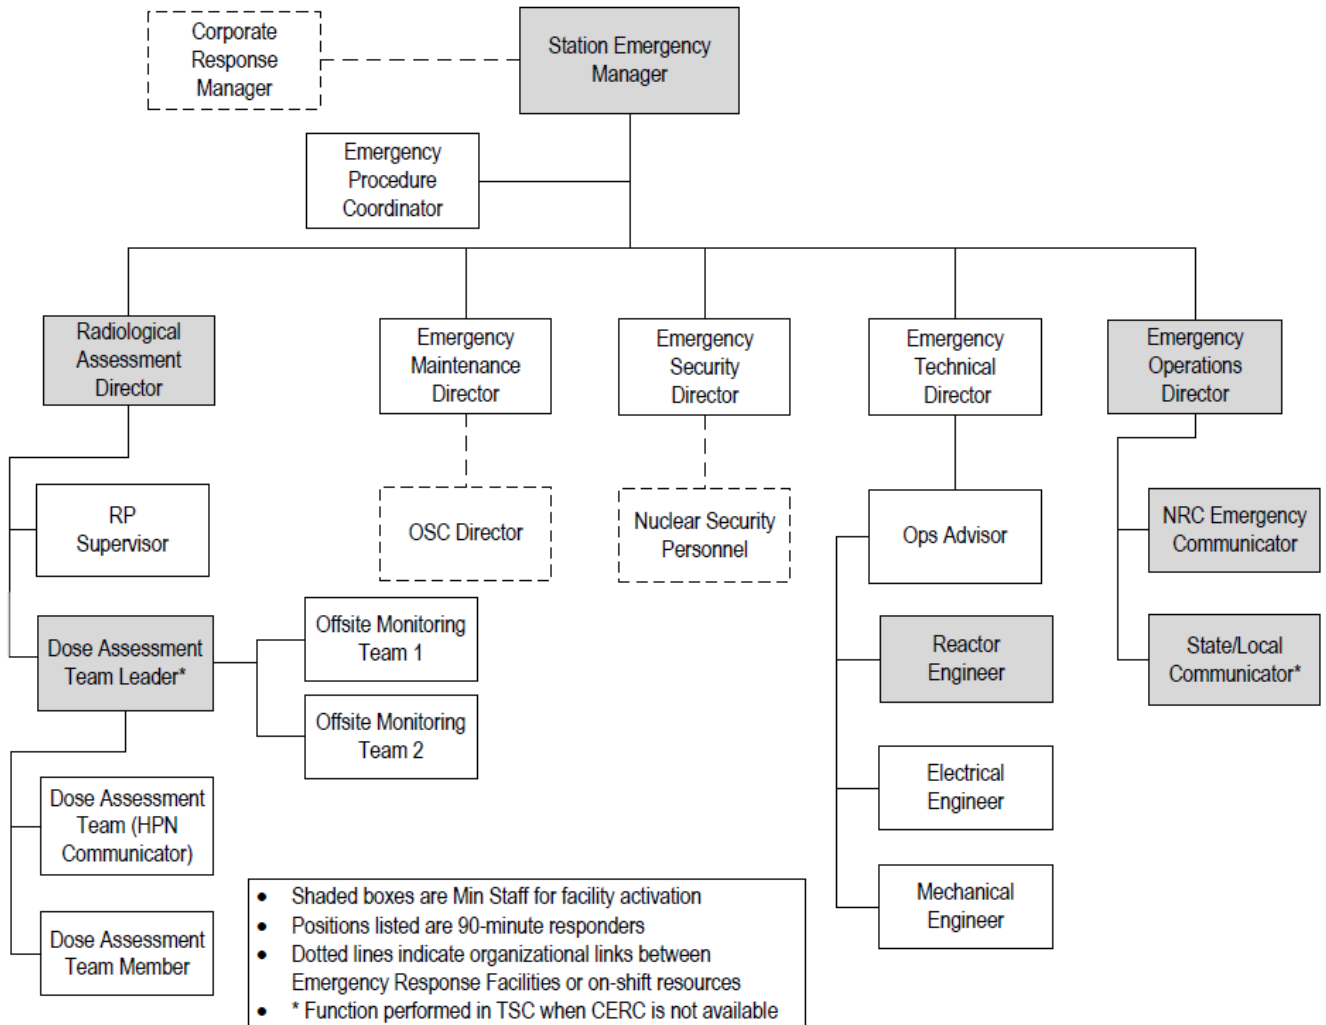 Corporate
Response
Manager
Station Emergency
Manager
Emergency
Procedure
Coordinator
Radiological
Assessment
Director
Emergency
Maintenance
Director
Emergency
Security
Director
Emergency
Technical
Director
Emergency
Operations
Director
RP
Supervisor
OSC Director
Nuclear Security
Personnel
Ops Advisor
NRC Emergency
Communicator
Dose Assessment
Team Leader*
Offsite Monitoring
Team 1
Offsite Monitoring
Team 2
Reactor
Engineer
State/Local
Communicator*
Dose Assessment
Team (HPN
Communicator)
Electrical
Engineer
Dose Assessment
Team Member
Mechanical
Engineer
• Shaded boxes are Min Staff for facility activation
• Positions listed are 90-minute responders
• Dotted lines indicate organizational links between
Emergency Response Facilities or on-shift resources
• * Function performed in TSC when CERC is not available